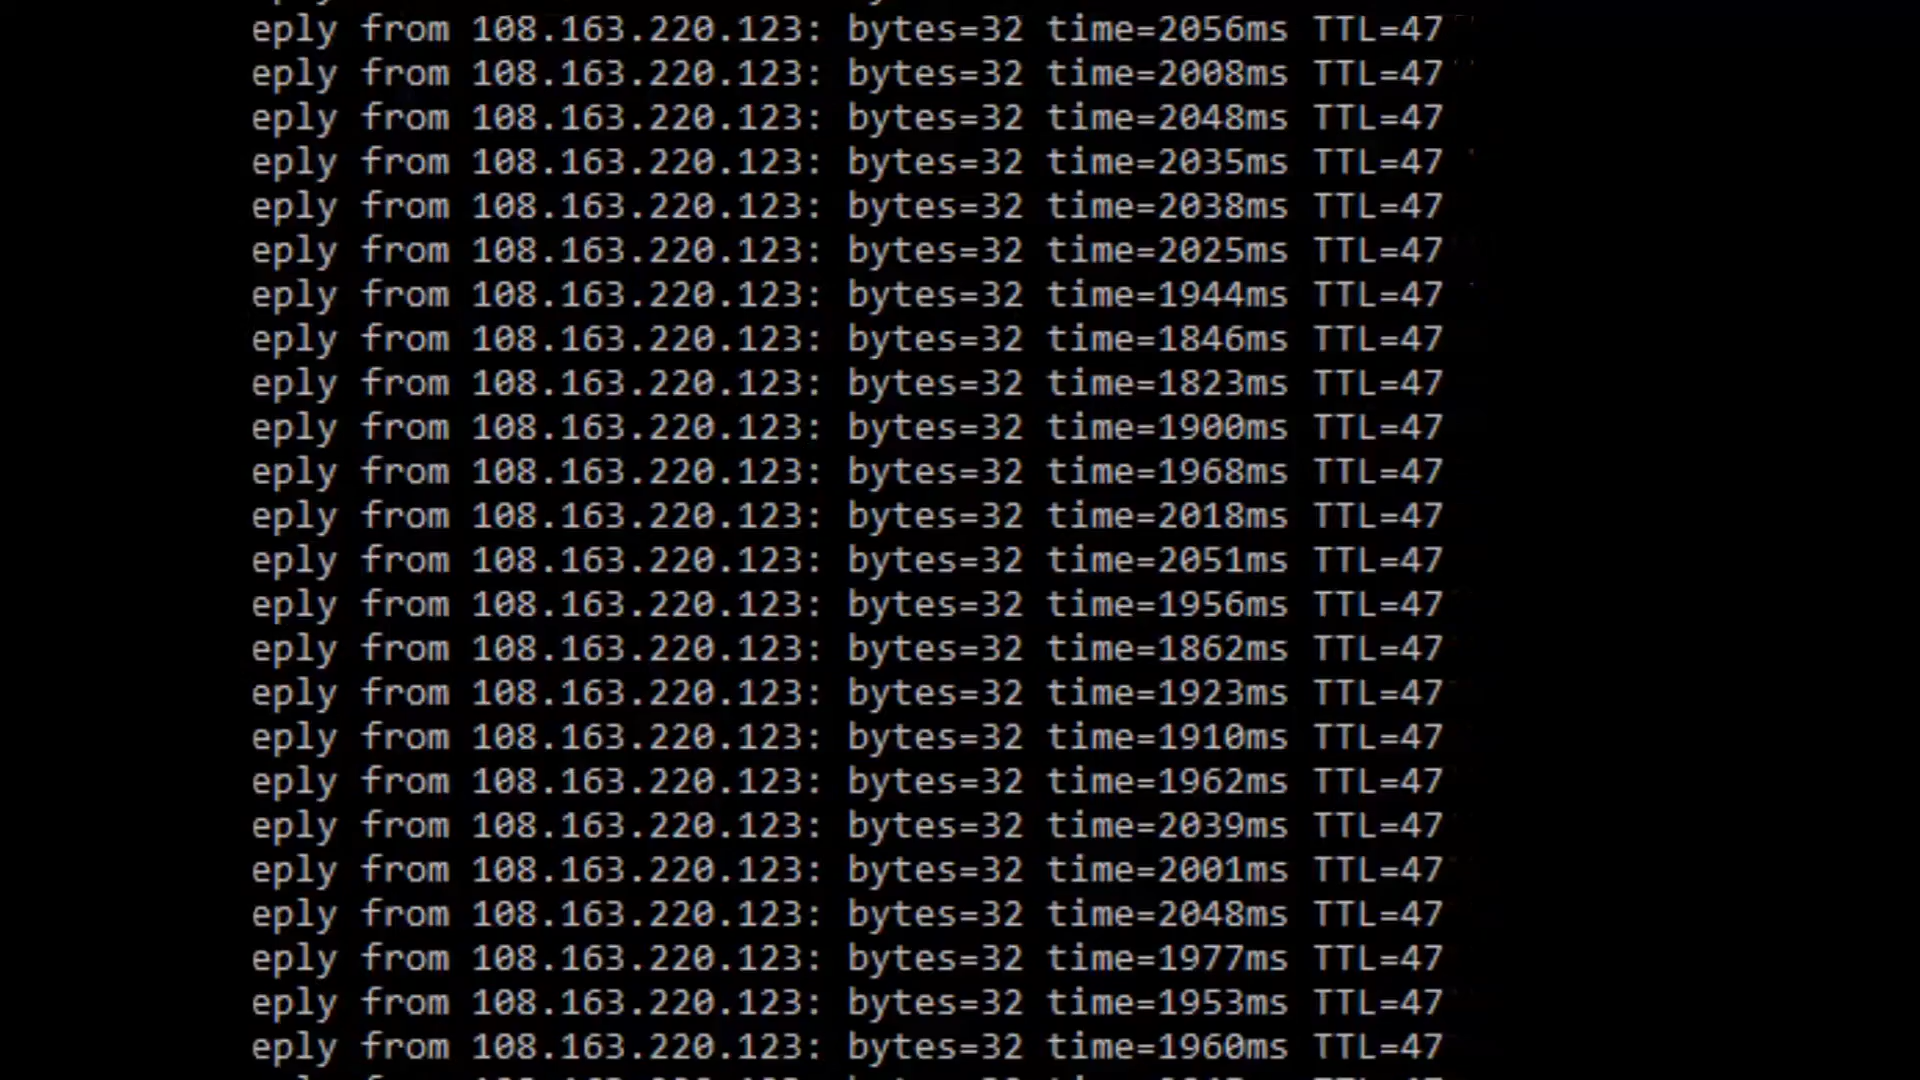 eply from 108.163.220.123: bytes=32 time=2056ms TTL=47
eply from 108.163.220.123: bytes=32 time=2008ms TTL=47
eply from 108.163.220.123: bytes=32 time=2048ms TTL=47
eply from 108.163.220.123: bytes=32 time=2035ms TTL=47
eply from 108.163.220.123: bytes=32 time=2038ms TTL=47
eply from 108.163.220.123: bytes=32 time=2025ms TTL=47
eply from 108.163.220.123: bytes=32 time=1944ms TTL=47
eply from 108.163.220.123: bytes=32 time=1846ms TTL=47
eply from 108.163.220.123: bytes=32 time=1823ms TTL=47
eply from 108.163.220.123: bytes=32 time=1900ms TTL=47
eply from 108.163.220.123: bytes=32 time=1968ms TTL=47
eply from 108.163.220.123: bytes=32 time=2018ms TTL=47
eply from 108.163.220.123: bytes=32 time=2051ms TTL=47
eply from 108.163.220.123: bytes=32 time=1956ms TTL=47
eply from 108.163.220.123: bytes=32 time=1862ms TTL=47
eply from 108.163.220.123: bytes=32 time=1923ms TTL=47
eply from 108.163.220.123: bytes=32 time=1910ms TTL=47
eply from 108.163.220.123: bytes=32 time=1962ms TTL=47
eply from 108.163.220.123: bytes=32 time=2039ms TTL=47
eply from 108.163.220.123: bytes=32 time=2001ms TTL=47
eply from 108.163.220.123: bytes=32 time=2048ms TTL=47
eply from 108.163.220.123: bytes=32 time=1977ms TTL=47
eply from 108.163.220.123: bytes=32 time=1953ms TTL=47
eply from 108.163.220.123: bytes=32 time=1960ms TTL=47